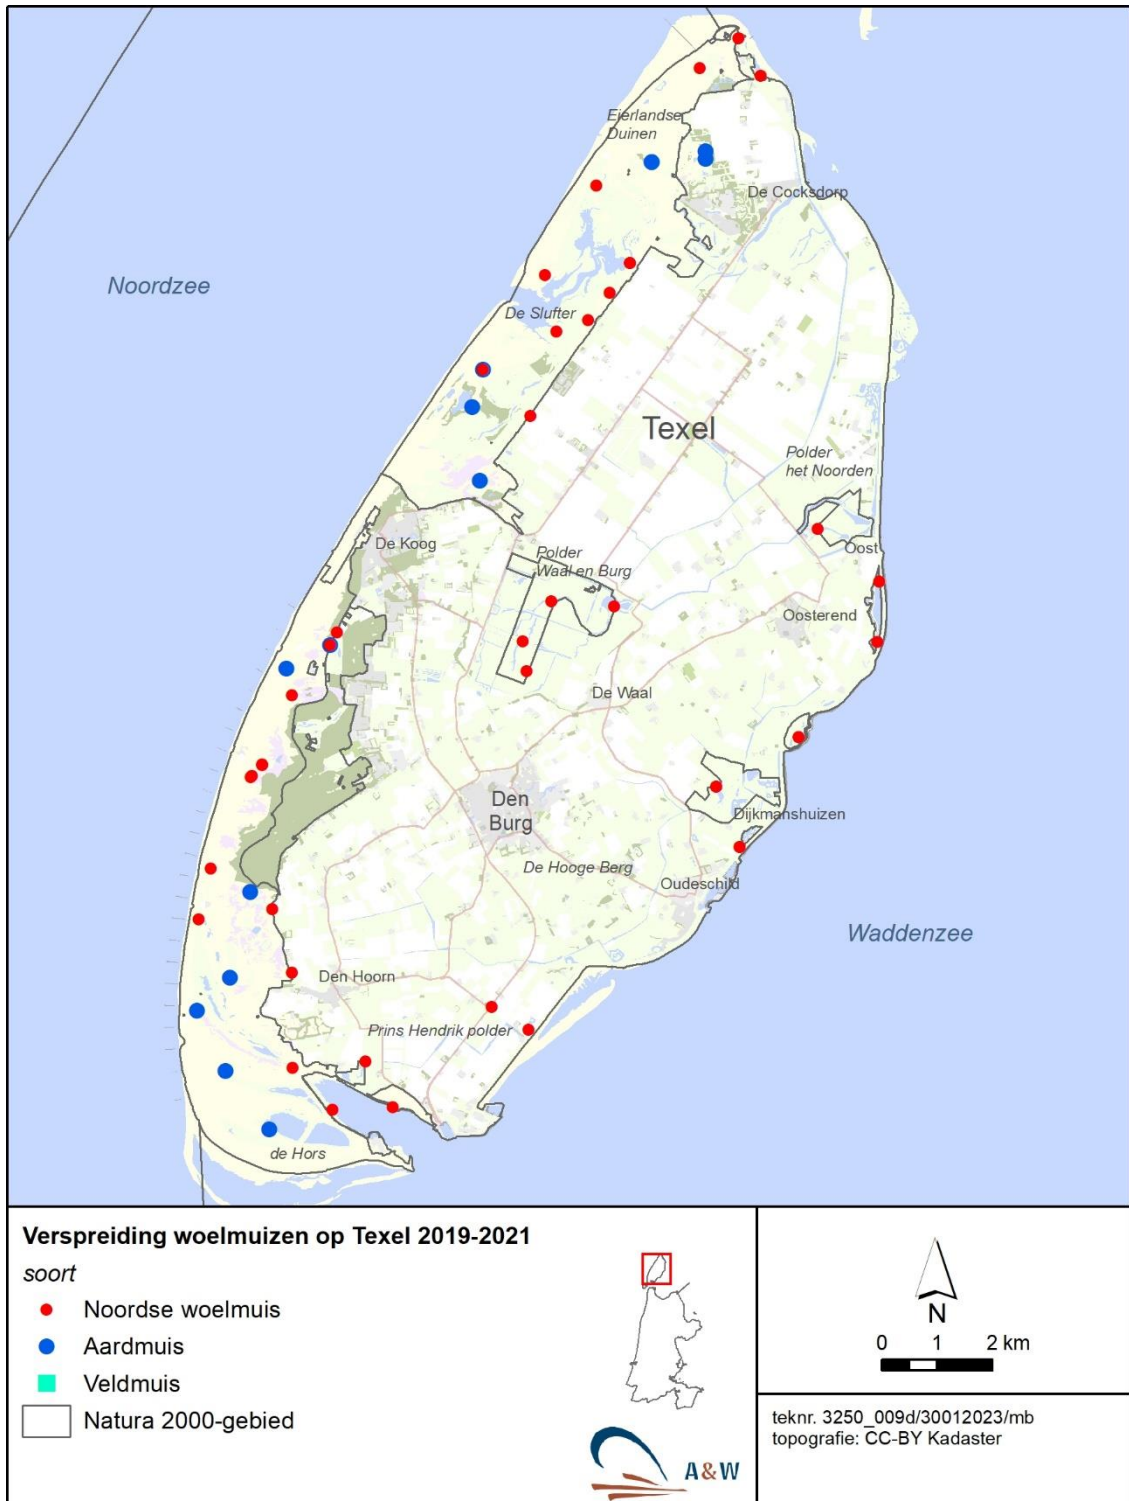 Eierlandse
Duinen
De Cocksdorp
Noordzee
De Slufter
Texel
Polder
het Noorden
De Koog
Polder
Waal en Burg
Oost
Oosterend
De Waal
Den
Burg
Dijkmanshuizen
De Hooge Berg
Oudeschild
Waddenzee
Den Hoorn
Prins Hendrik polder
de Hors
Verspreiding woelmuizen op Texel 2019-2021
soort
Noordse woelmuis
Aardmuis
Veldmuis
Natura 2000-gebied
A&W
N
0 1 2 km
teknr. 3250_009d/30012023/mb
topografie: CC-BY Kadaster